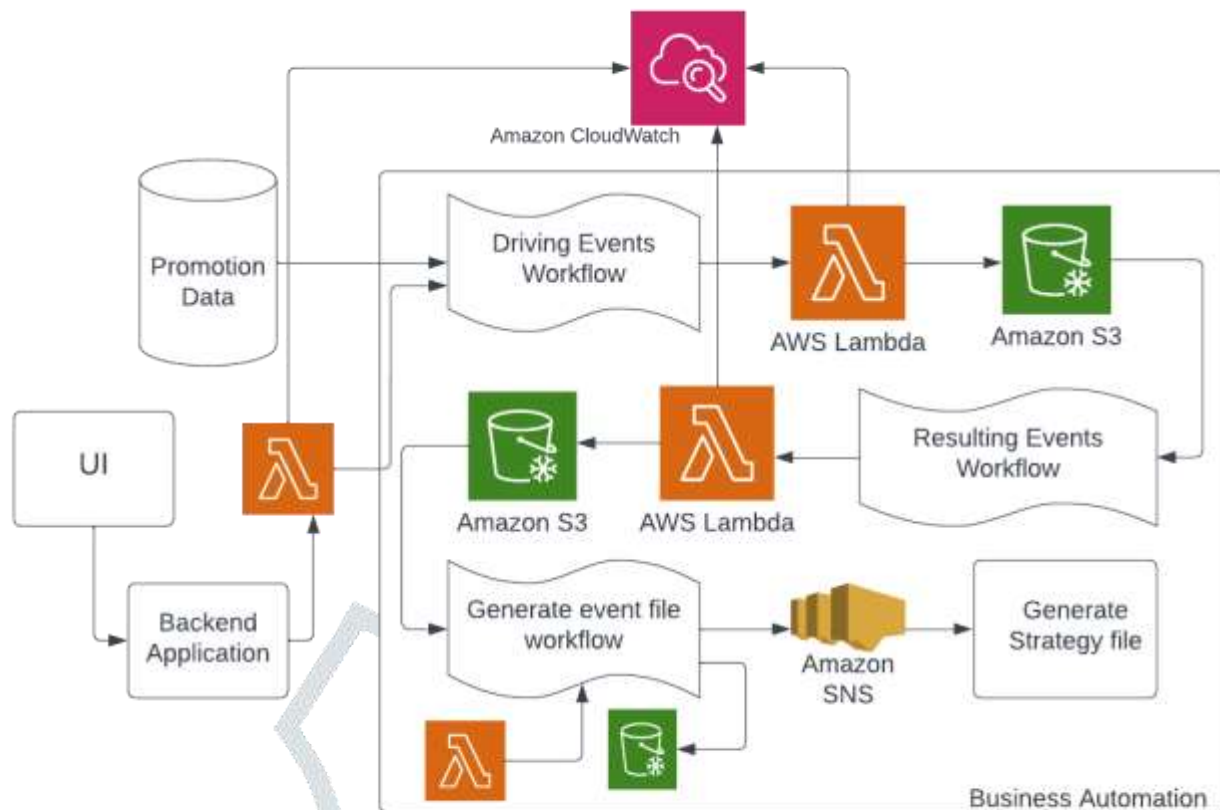 Amazon CloudWatch
Promotion
Data
Driving Events
Workflow
AWS Lambda
Amazon S3
UI
Amazon S3
AWS Lambda
Resulting Events
Workflow
Backend
Application
Generate event file
workflow
Amazon
SNS
Generate
Strategy file
Business Automation